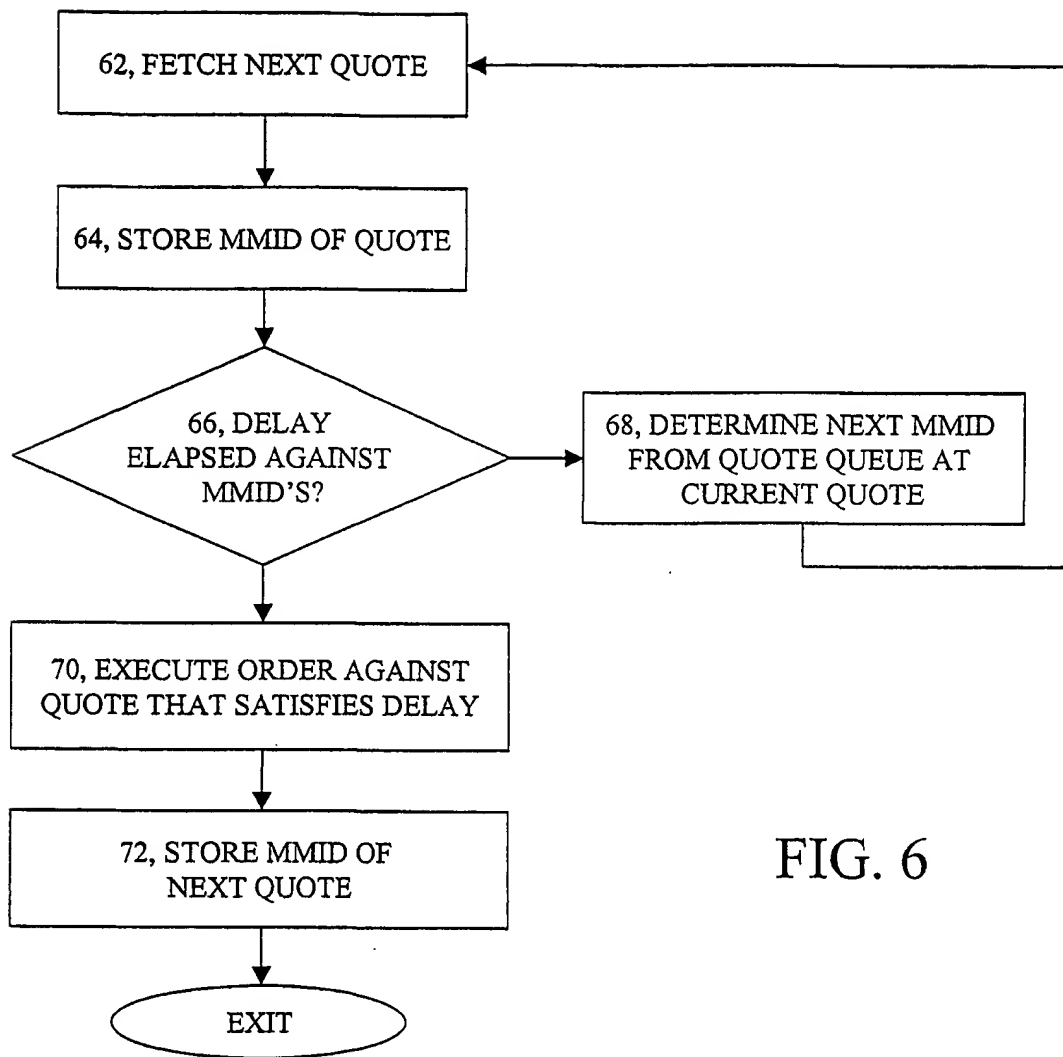 62, FETCH NEXT QUOTE
64, STORE MMID OF QUOTE
66, DELAY
ELAPSED AGAINST
MMID'S?
68, DETERMINE NEXT MMID
FROM QUOTE QUEUE AT
CURRENT QUOTE
70, EXECUTE ORDER AGAINST
QUOTE THAT SATISFIES DELAY
72, STORE MMID OF
NEXT QUOTE
FIG. 6
EXIT